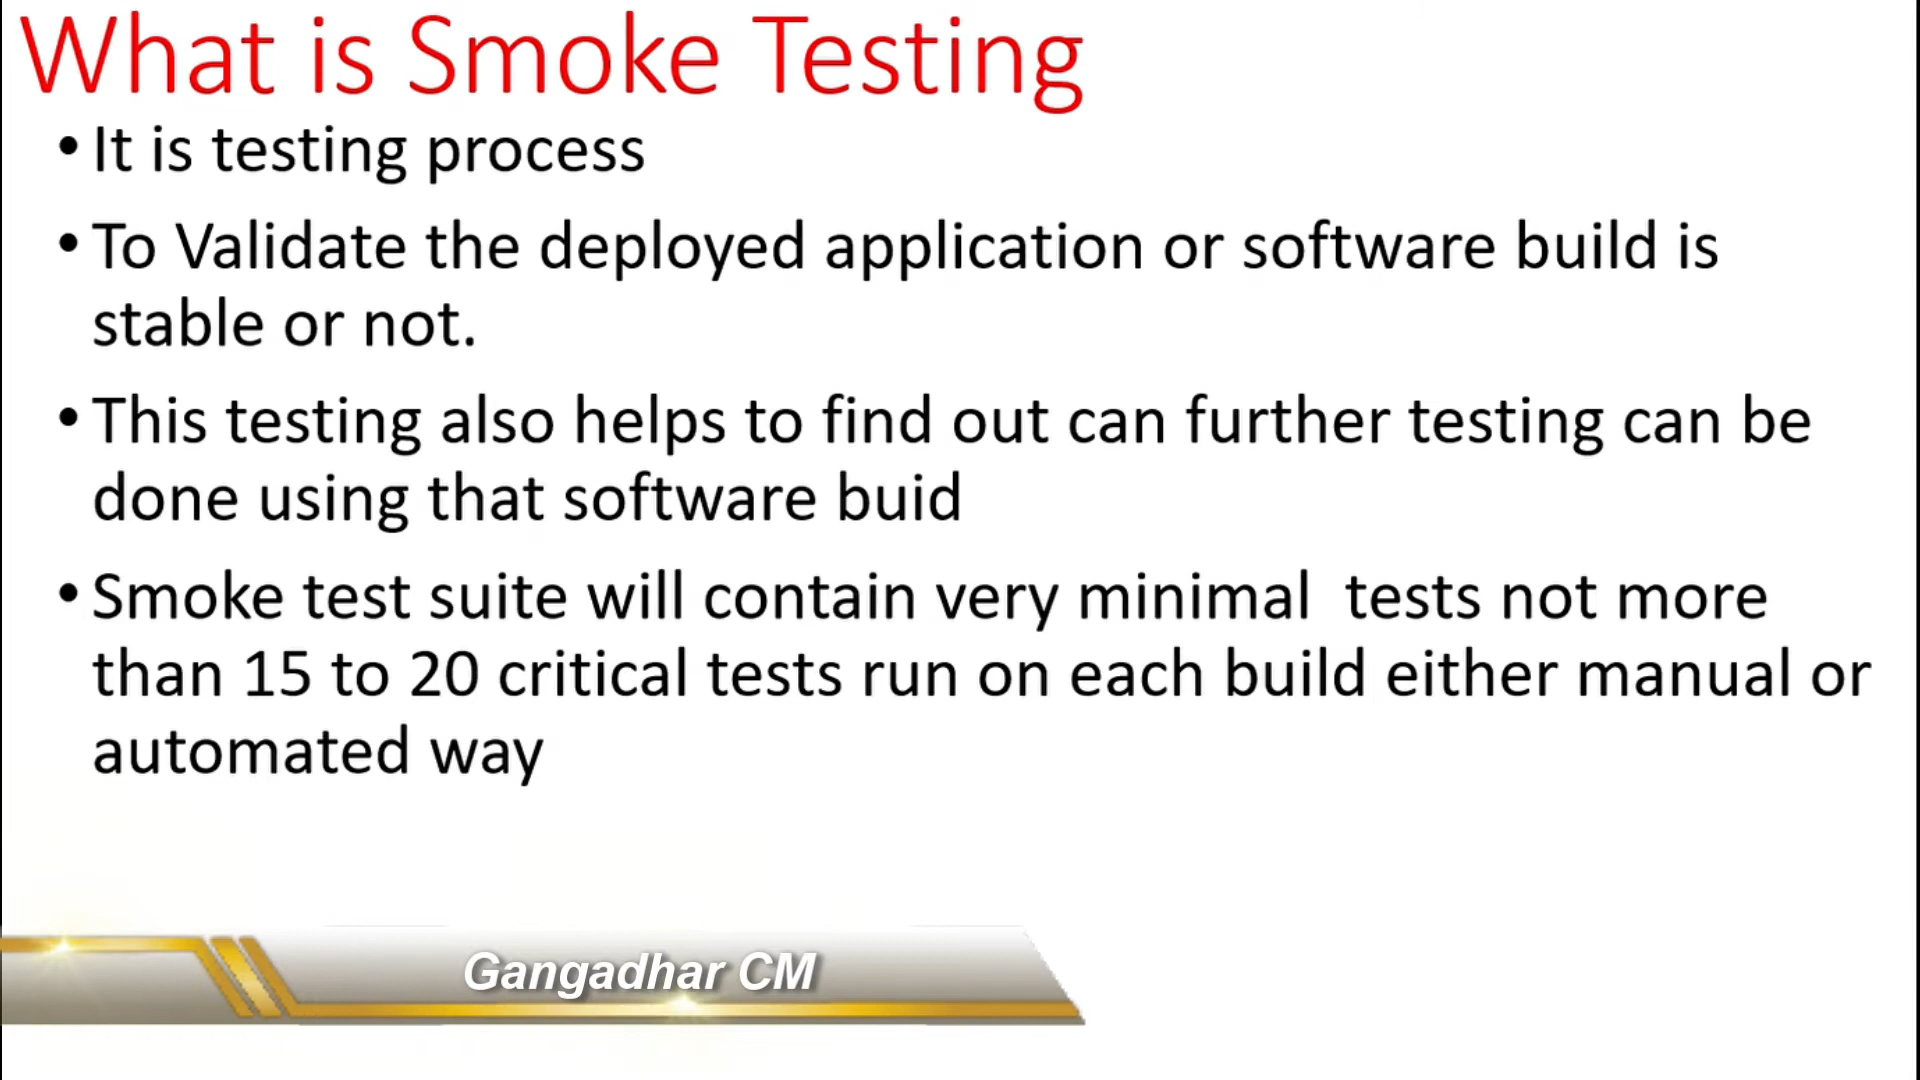 What is Smoke Testing
• It is testing process
• To Validate the deployed application or software build is
stable or not.
• This testing also helps to find out can further testing can be
done using that software buid
• Smoke test suite will contain very minimal  tests not more
than 15 to 20 critical tests run on each build either manual or
automated way
Gangadhar CM